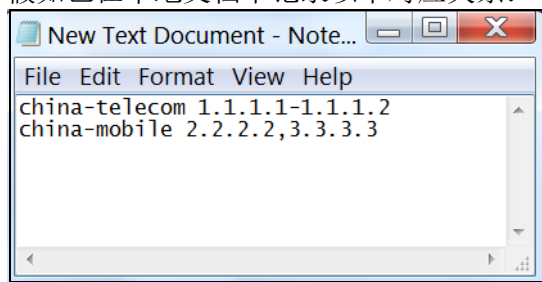 New Text Document - Note...
File Edit Format View Help
china-telecom 1.1.1.1-1.1.1.2
china-mobile 2.2.2.2,3.3.3.3